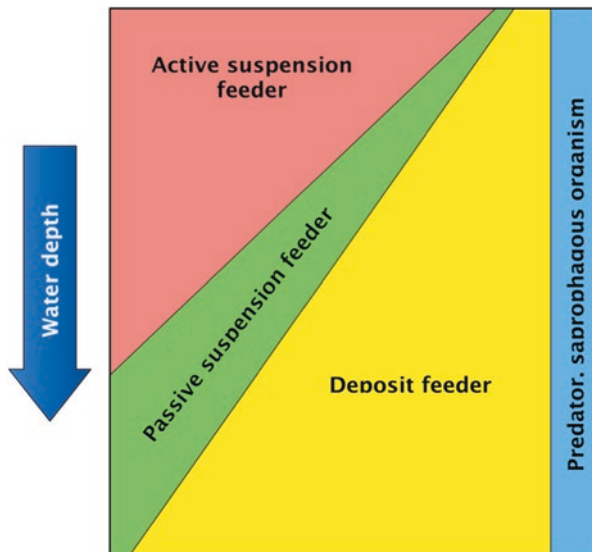 Active suspension
feeder
Water depth
Passive suspension feeder
Deposit feeder
Predator, saprophagous organism